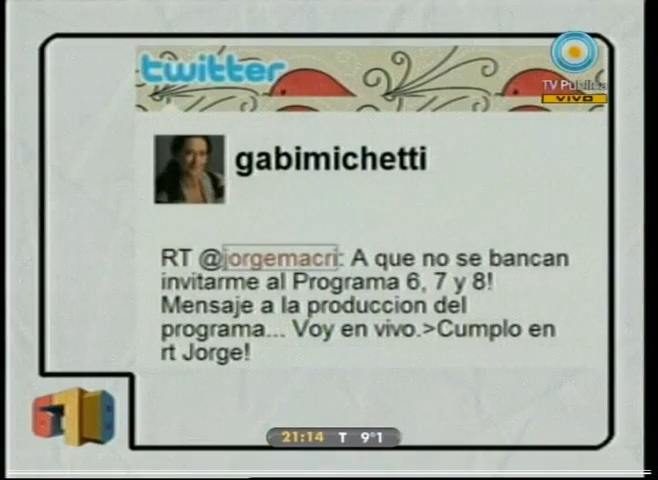 twitter
TV Pública
VIVO
gabimichetti
RT @jorgemacri: A que no se bancan
invitarme al Programa 6, 7 y 8!
Mensaje a la produccion del
programa... Voy en vivo.>Cumplo en
rt Jorge!
678
21:14 T 9°1